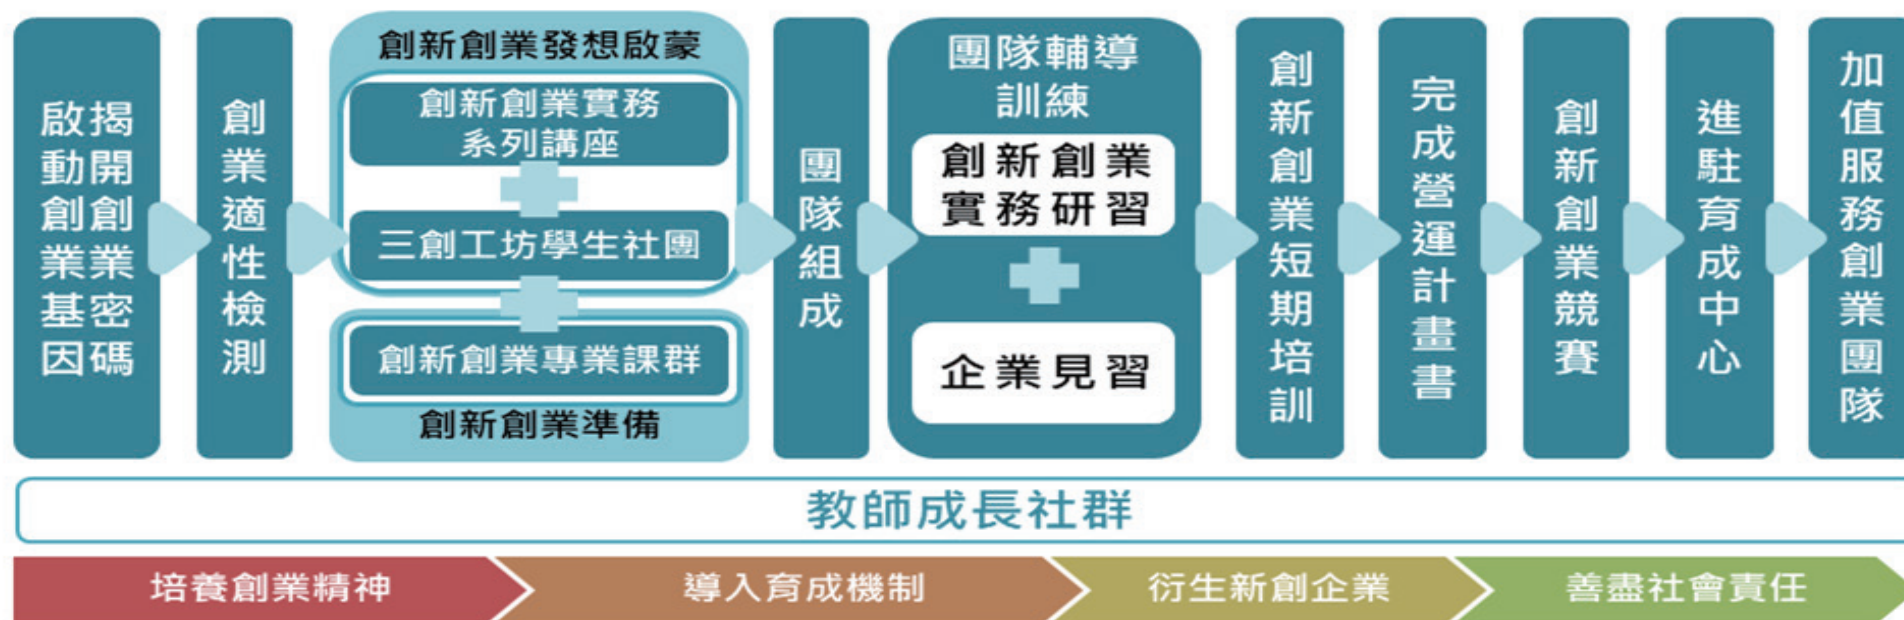 揭開創業密碼
啟動創業基因
創業適性檢測
創新創業發想啟蒙
創新創業實務
系列講座
三創工坊學生社團
創新創業專業課群
創新創業準備
團隊組成
團隊輔導
訓練
創新創業
實務研習
企業見習
創新創業短期培訓
完成營運計畫書
創新創業競賽
進駐育成中心
加值服務創業團隊
教師成長社群
培養創業精神
導入育成機制
衍生新創企業
善盡社會責任